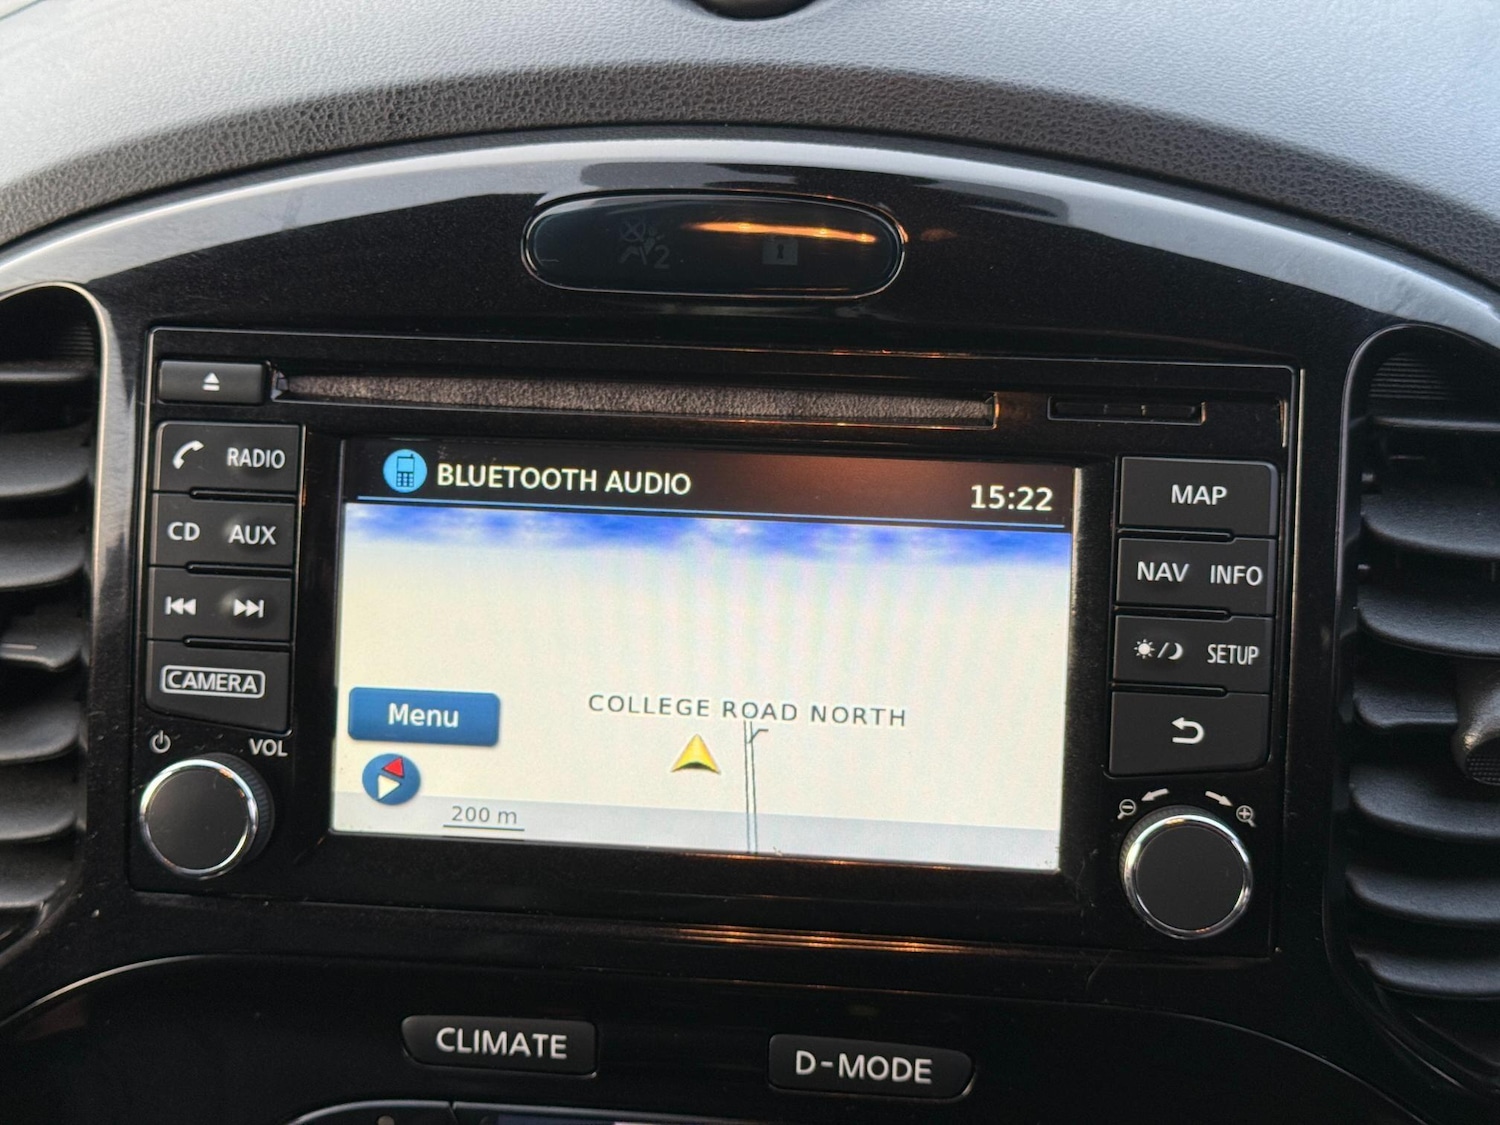 2
RADIO
CD AUX
CAMERA
VOL
BLUETOOTH AUDIO 15:22
COLLEGE ROAD NORTH
Menu
200 m
MAP
NAV INFO
SETUP
CLIMATE
D-MODE